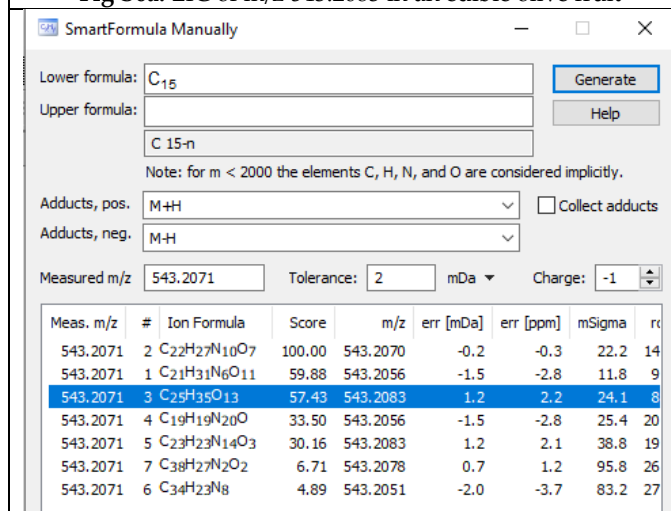 SmartFormula Manually
Lower formula: C15 Generate
Upper formula: Help
C 15-n
Note: for m < 2000 the elements C, H, N, and O are considered implicitly.
Adducts, pos. M+H Collect adducts
Adducts, neg. M-H
Measured m/z 543.2071 Tolerance: 2 mDa Charge: -1
Meas. m/z # Ion Formula Score m/z err [mDa] err [ppm] mSigma
543.2071 2 C22H27N10O7 100.00 543.2070 -0.2 -0.3 22.2 14
543.2071 1 C21H31N6O11 59.88 543.2056 -1.5 -2.8 11.8 9
543.2071 3 C25H35O13 57.43 543.2083 1.2 2.2 24.1 8
543.2071 4 C19H19N20O 33.50 543.2056 -1.5 -2.8 25.4 20
543.2071 5 C23H23N14O3 30.16 543.2083 1.2 2.1 38.8 19
543.2071 7 C38H27N2O2 6.71 543.2078 0.7 1.2 95.8 26
543.2071 6 C34H23N8 4.89 543.2051 -2.0 -3.7 83.2 27